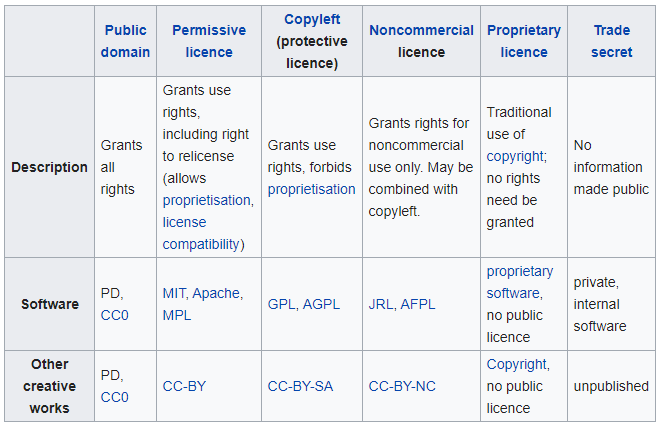 Public
domain
Permissive
licence
Copyleft
(protective
licence)
Noncommercial
licence
Proprietary
licence
Trade
secret
Description
Grants
all
rights
Grants use
rights,
including right
to relicense
(allows
proprietisation,
license
compatibility)
Grants use
rights, forbids
proprietisation
Grants rights for
noncommercial
use only. May be
combined with
copyleft.
Traditional
use of
copyright;
no rights
need be
granted
No
information
made public
Software
PD,
CC0
MIT, Apache,
MPL
GPL, AGPL
JRL, AFPL
proprietary
software,
no public
licence
private,
internal
software
Other
creative
works
PD,
CC0
CC-BY
CC-BY-SA
CC-BY-NC
Copyright,
no public
licence
unpublished